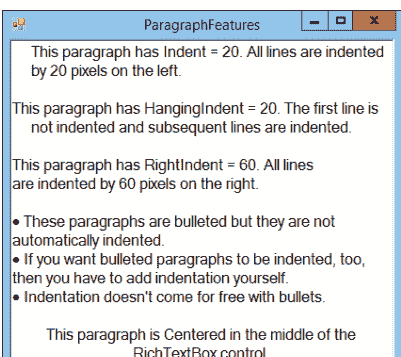 ParagraphFeatures
This paragraph has Indent = 20. All lines are indented
by 20 pixels on the left.
This paragraph has HangingIndent = 20. The first line is
not indented and subsequent lines are indented.
This paragraph has RightIndent = 60. All lines
are indented by 60 pixels on the right.
• These paragraphs are bulleted but they are not
automatically indented.
• If you want bulleted paragraphs to be indented, too,
then you have to add indentation yourself.
• Indentation doesn't come for free with bullets.
This paragraph is Centered in the middle of the
RichTextBox control